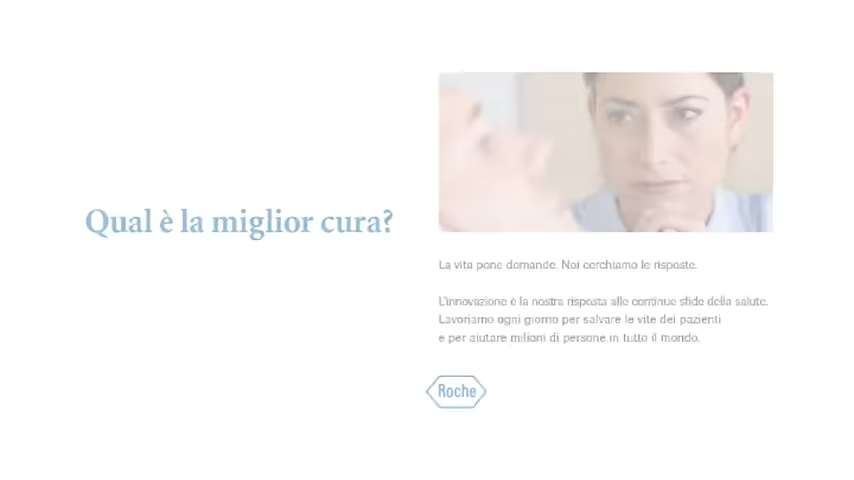 Qual è la miglior cura?
La vita pone domande. Noi cerchiamo le risposte.
L'innovazione è la nostra risposta alle continue sfide della salute.
Lavoriamo ogni giorno per salvare le vite dei pazienti
e per aiutare milioni di persone in tutto il mondo.
Roche